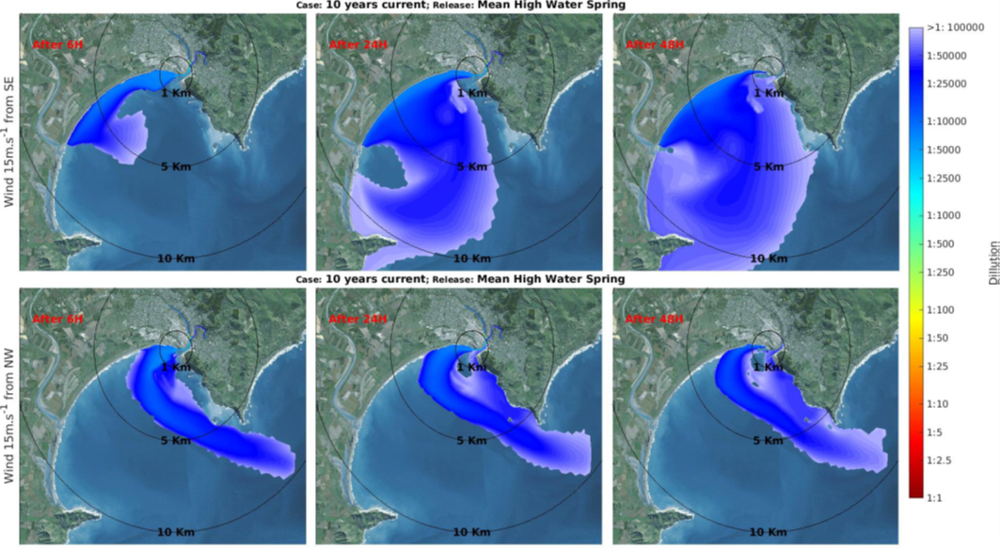 Case: 10 years current; Release: Mean High Water Spring
After 6H
After 24H
After 48H
1 Km
1 Km
1 Km
5 Km
5 Km
5 Km
10 Km
10 Km
10 Km
Wind 15m.s-1 from SE
Case: 10 years current; Release: Mean High Water Spring
After 6H
After 24H
After 48H
1 Km
1 Km
1 Km
5 Km
5 Km
5 Km
10 Km
10 Km
10 Km
Wind 15m.s-1 from NW
>1: 100000
1:50000
1:25000
1:10000
1:5000
1:2500
1:1000
1:500
1:250
1:100
1:50
1:25
1:10
1:5
1:2.5
1:1
Dillution